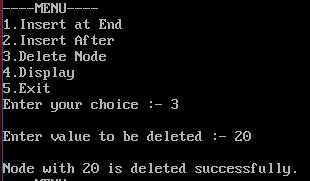 ----MENU----
1.Insert at End
2.Insert After
3.Delete Node
4.Display
5.Exit
Enter your choice :- 3
Enter value to be deleted :- 20
Node with 20 is deleted successfully.
----MENU----